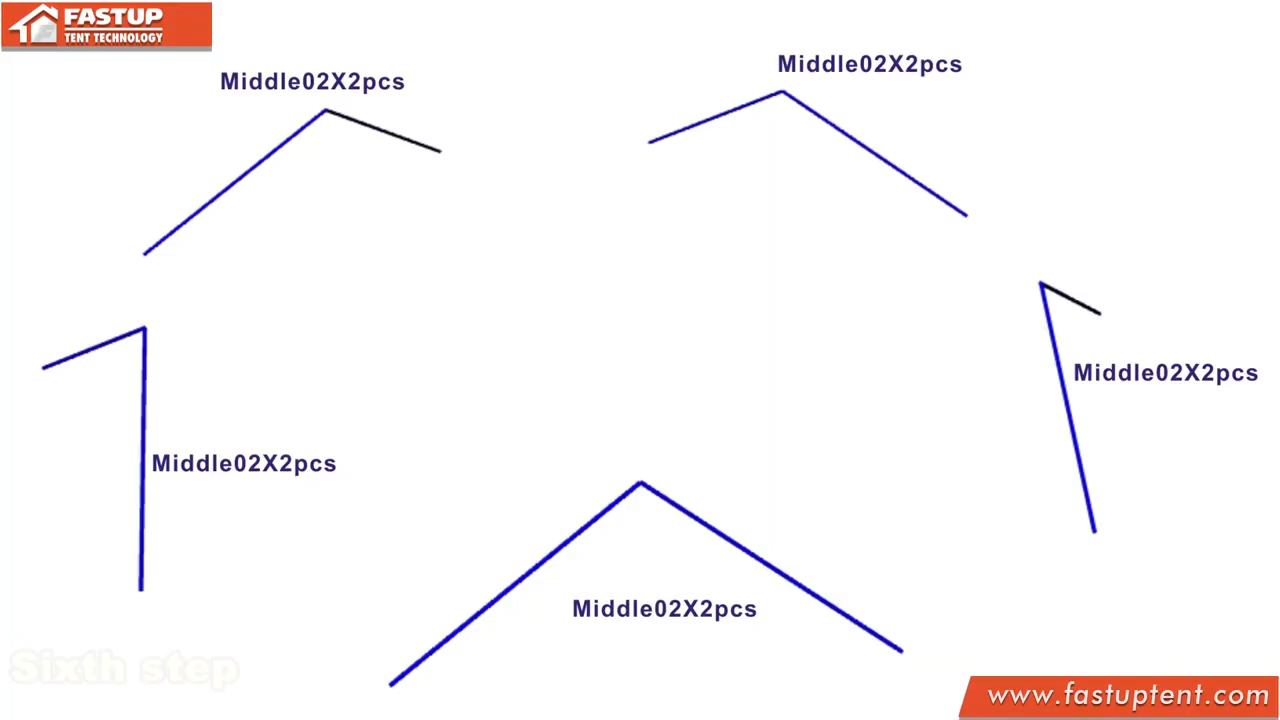 FASTUP
TENT TECHNOLOGY
Middle02X2pcs
Middle02X2pcs
Middle02X2pcs
Middle02X2pcs
Middle02X2pcs
Sixth step
www.fastuptent.com